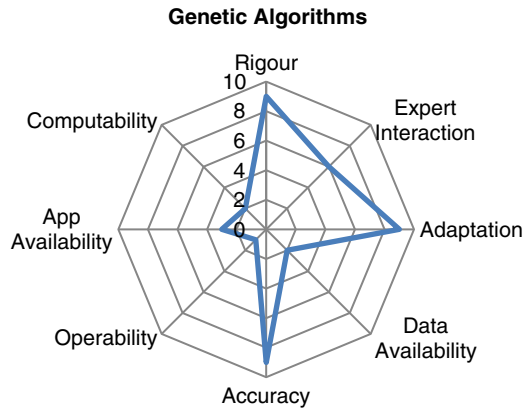 Genetic Algorithms
Rigour
10
8
6
4
2
0
Expert
Interaction
Adaptation
Data
Availability
Accuracy
Operability
App
Availability
Computability